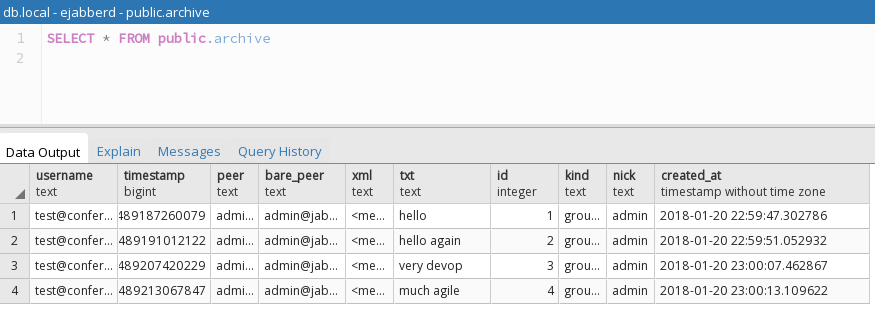 db.local - ejabberd - public.archive
1 SELECT * FROM public.archive
2
Data Output Explain Messages Query History
username timestamp peer bare_peer xml txt id kind nick created_at
text bigint text text text text integer text text timestamp without time zone
1 test@confer... 489187260079 admi... admin@jab... <me... hello 1 grou... admin 2018-01-20 22:59:47.302786
2 test@confer... 489191012122 admi... admin@jab... <me... hello again 2 grou... admin 2018-01-20 22:59:51.052932
3 test@confer... 489207420229 admi... admin@jab... <me... very devop 3 grou... admin 2018-01-20 23:00:07.462867
4 test@confer... 489213067847 admi... admin@jab... <me... much agile 4 grou... admin 2018-01-20 23:00:13.109622